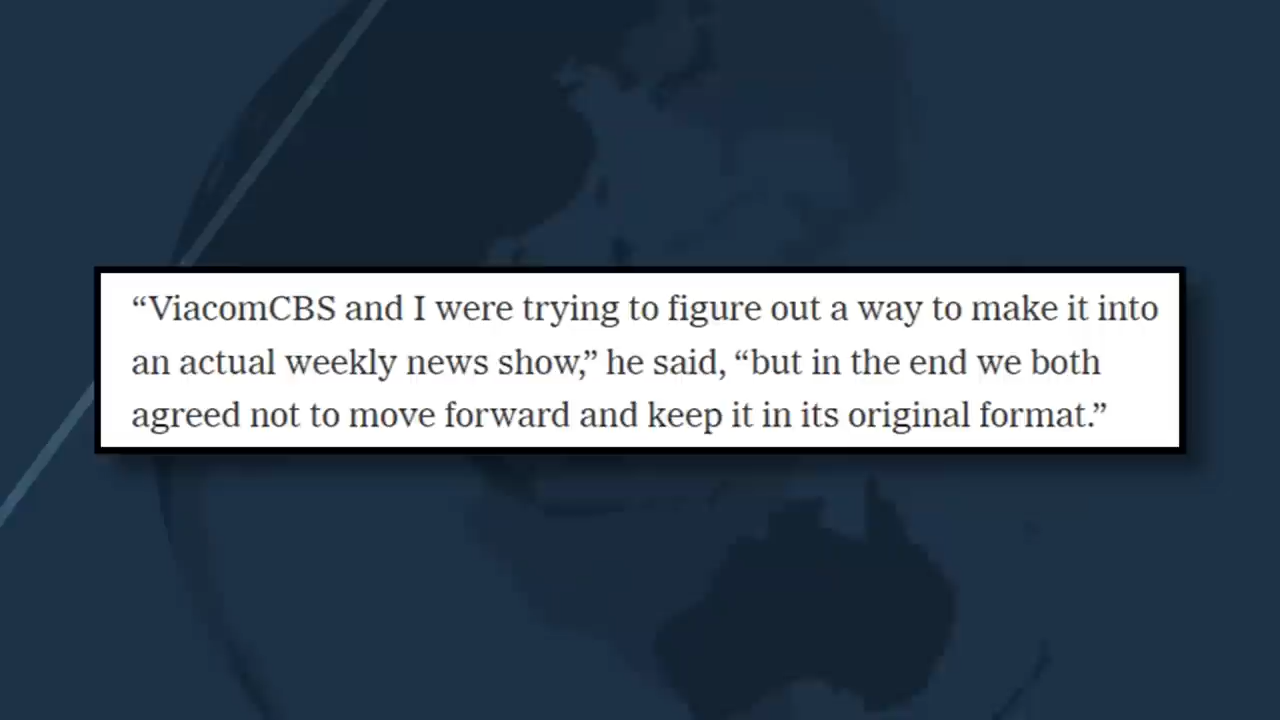 “ViacomCBS and I were trying to figure out a way to make it into
an actual weekly news show,” he said, “but in the end we both
agreed not to move forward and keep it in its original format.”